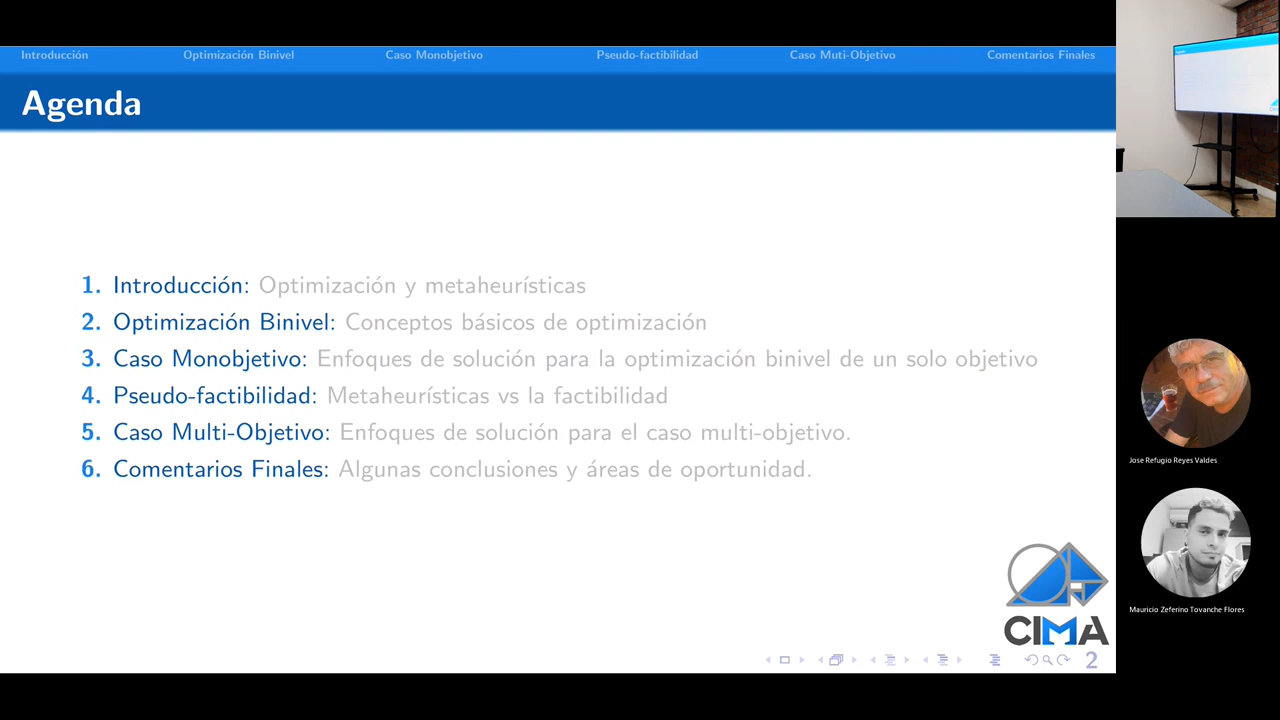 Introducción
Optimización Binivel
Caso Monobjetivo
Pseudo-factibilidad
Caso Muti-Objetivo
Comentarios Finales
Agenda
1. Introducción: Optimización y metaheurísticas
2. Optimización Binivel: Conceptos básicos de optimización
3. Caso Monobjetivo: Enfoques de solución para la optimización binivel de un solo objetivo
4. Pseudo-factibilidad: Metaheurísticas vs la factibilidad
5. Caso Multi-Objetivo: Enfoques de solución para el caso multi-objetivo.
6. Comentarios Finales: Algunas conclusiones y áreas de oportunidad.
CIMA
2
Jose Refugio Reyes Valdes
Mauricio Zeferino Tovanche Flores